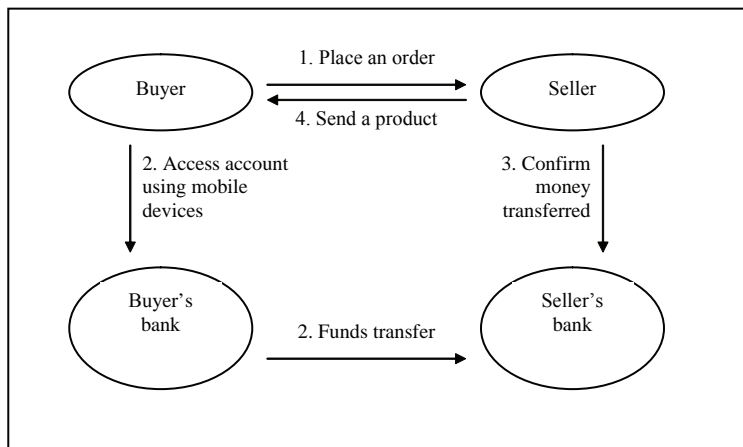 1. Place an order
Buyer
Seller
4. Send a product
2. Access account
using mobile
devices
3. Confirm
money
transferred
Buyer’s
bank
Seller’s
bank
2. Funds transfer